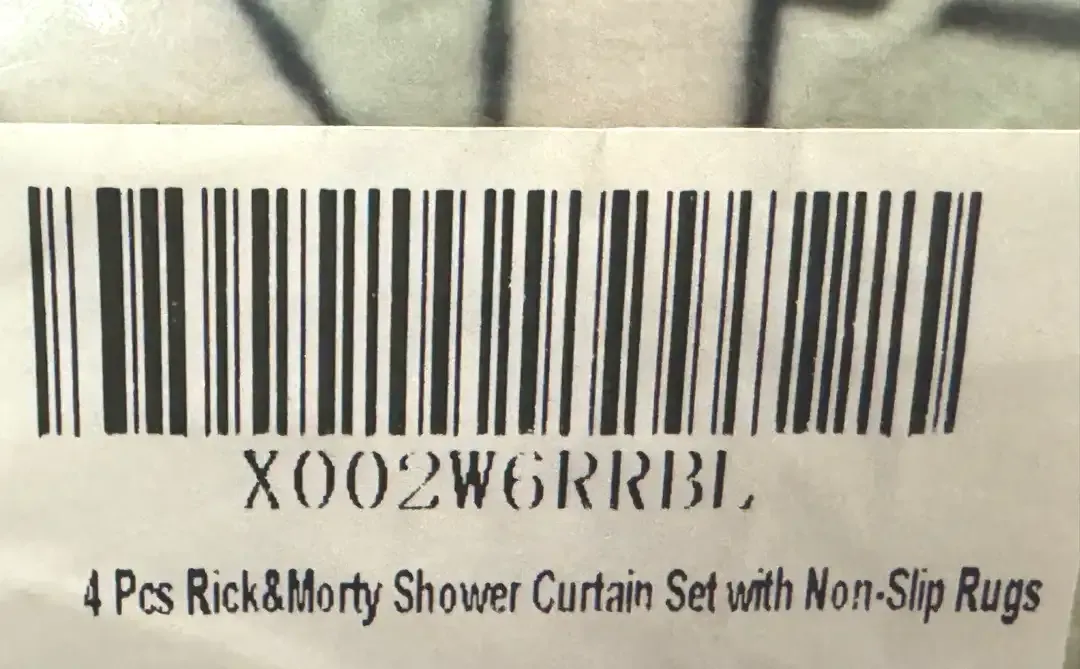 X002W6RRBL
4 Pcs Rick&Morty Shower Curtain Set with Non-Slip Rugs